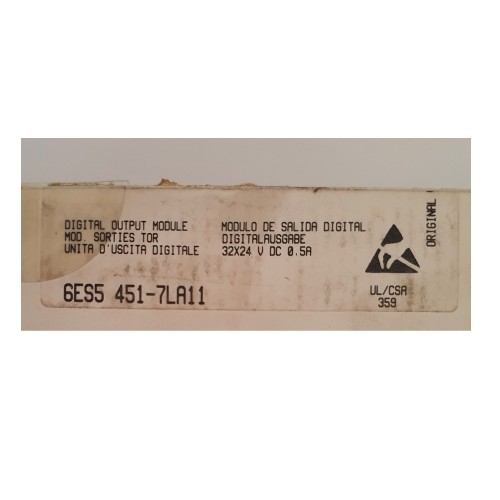 DIGITAL OUTPUT MODULE
MOD. SORTIES TOR
UNITA D'USCITA DIGITALE
MODULO DE SALIDA DIGITAL
DIGITALAUSGABE
32X24 V DC 0.5A
6ES5 451-7LA11
UL/CSA
359
ORIGINAL